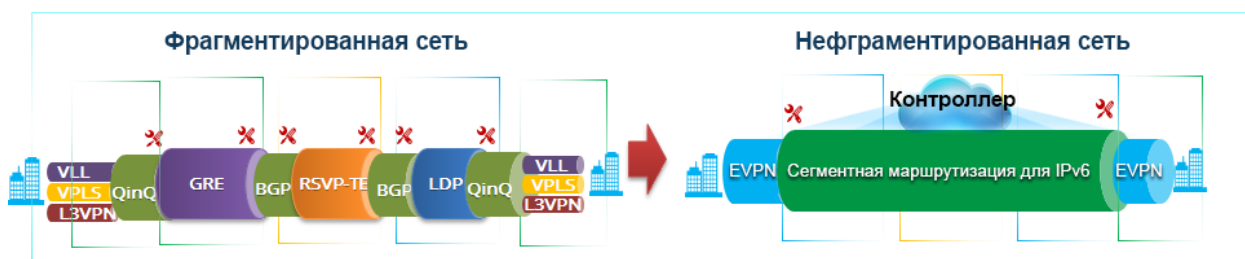 Фрагментированная сеть
VLL
VPLS
L3VPN
QinQ
GRE
BGP
RSVP-TE
BGP
LDP
QinQ
VLL
VPLS
L3VPN
Нефграментированная сеть
Контроллер
EVPN
Сегментная маршрутизация для IPv6
EVPN